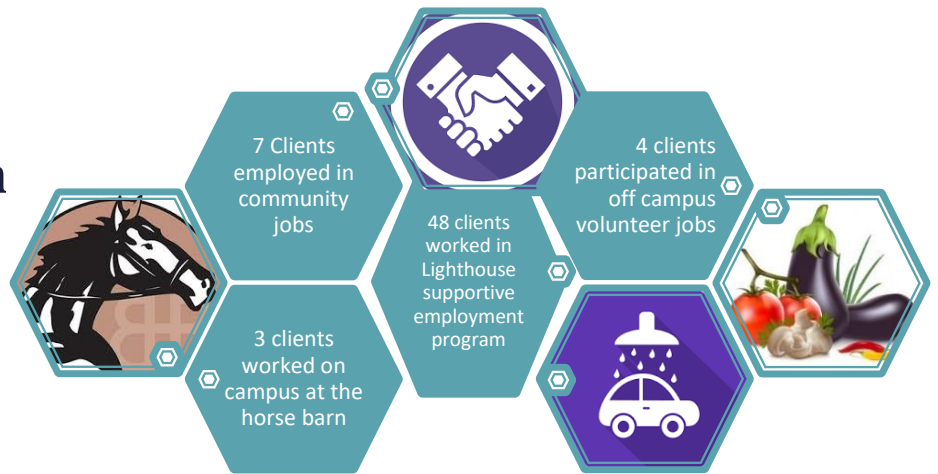 n
7 Clients
employed in
community
jobs
48 clients
worked in
Lighthouse
supportive
employment
program
4 clients
participated in
off campus
volunteer jobs
3 clients
worked on
campus at the
horse barn